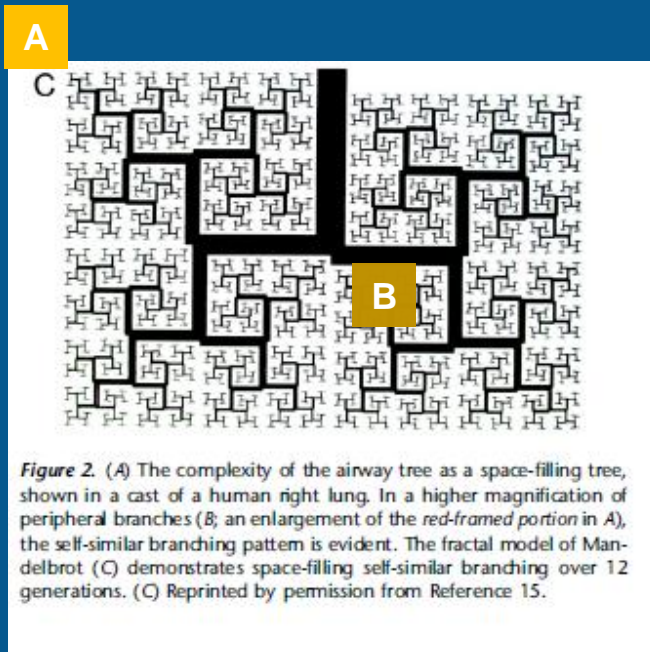 A
C
B
Figure 2. (A) The complexity of the airway tree as a space-filling tree,
shown in a cast of a human right lung. In a higher magnification of
peripheral branches (B; an enlargement of the red-framed portion in A),
the self-similar branching pattern is evident. The fractal model of Man-
delbrot (C) demonstrates space-filling self-similar branching over 12
generations. (C) Reprinted by permission from Reference 15.